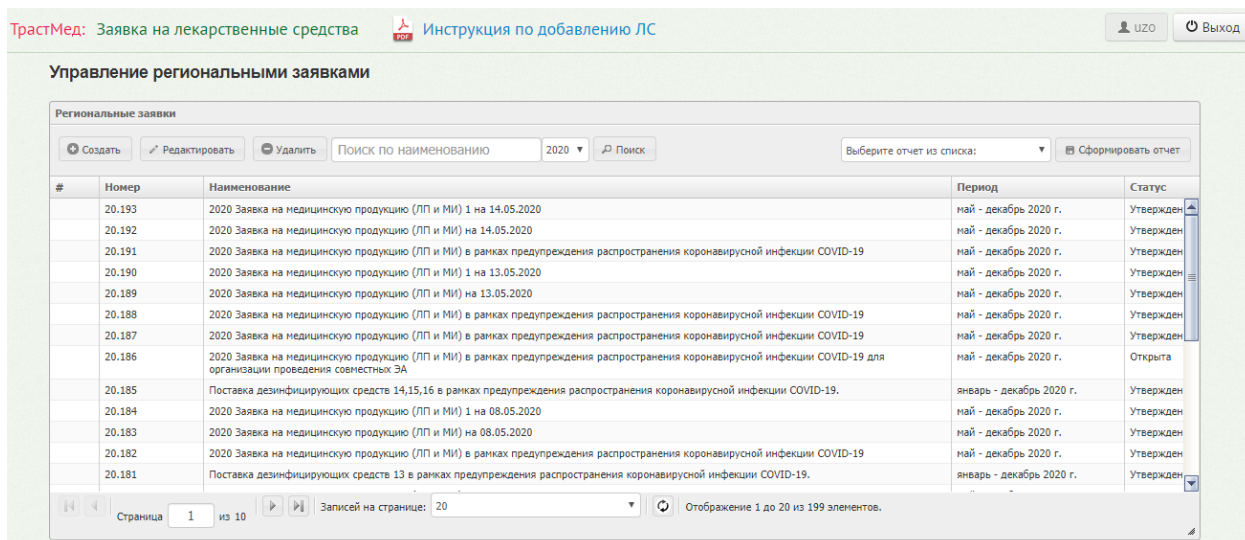 ТрастМед: Заявка на лекарственные средства PDF Инструкция по добавлению ЛС uzo Выход
Управление региональными заявками
Региональные заявки
Создать Редактировать Удалить Поиск по наименованию 2020 Поиск Выберите отчет из списка: Сформировать отчет
# Номер Наименование Период Статус
20.193 2020 Заявка на медицинскую продукцию (ЛП и МИ) 1 на 14.05.2020 май - декабрь 2020 г. Утвержден
20.192 2020 Заявка на медицинскую продукцию (ЛП и МИ) на 14.05.2020 май - декабрь 2020 г. Утвержден
20.191 2020 Заявка на медицинскую продукцию (ЛП и МИ) в рамках предупреждения распространения коронавирусной инфекции COVID-19 май - декабрь 2020 г. Утвержден
20.190 2020 Заявка на медицинскую продукцию (ЛП и МИ) 1 на 13.05.2020 май - декабрь 2020 г. Утвержден
20.189 2020 Заявка на медицинскую продукцию (ЛП и МИ) на 13.05.2020 май - декабрь 2020 г. Утвержден
20.188 2020 Заявка на медицинскую продукцию (ЛП и МИ) в рамках предупреждения распространения коронавирусной инфекции COVID-19 май - декабрь 2020 г. Утвержден
20.187 2020 Заявка на медицинскую продукцию (ЛП и МИ) в рамках предупреждения распространения коронавирусной инфекции COVID-19 май - декабрь 2020 г. Утвержден
20.186 2020 Заявка на медицинскую продукцию (ЛП и МИ) в рамках предупреждения распространения коронавирусной инфекции COVID-19 для май - декабрь 2020 г. Открыта
организации проведения совместных ЭА
20.185 Поставка дезинфицирующих средств 14,15,16 в рамках предупреждения распространения коронавирусной инфекции COVID-19. январь - декабрь 2020 г. Утвержден
20.184 2020 Заявка на медицинскую продукцию (ЛП и МИ) 1 на 08.05.2020 май - декабрь 2020 г. Утвержден
20.183 2020 Заявка на медицинскую продукцию (ЛП и МИ) на 08.05.2020 май - декабрь 2020 г. Утвержден
20.182 2020 Заявка на медицинскую продукцию (ЛП и МИ) в рамках предупреждения распространения коронавирусной инфекции COVID-19 май - декабрь 2020 г. Утвержден
20.181 Поставка дезинфицирующих средств 13 в рамках предупреждения распространения коронавирусной инфекции COVID-19. январь - декабрь 2020 г. Утвержден
Страница 1 из 10 Записей на странице: 20 Отображение 1 до 20 из 199 элементов.